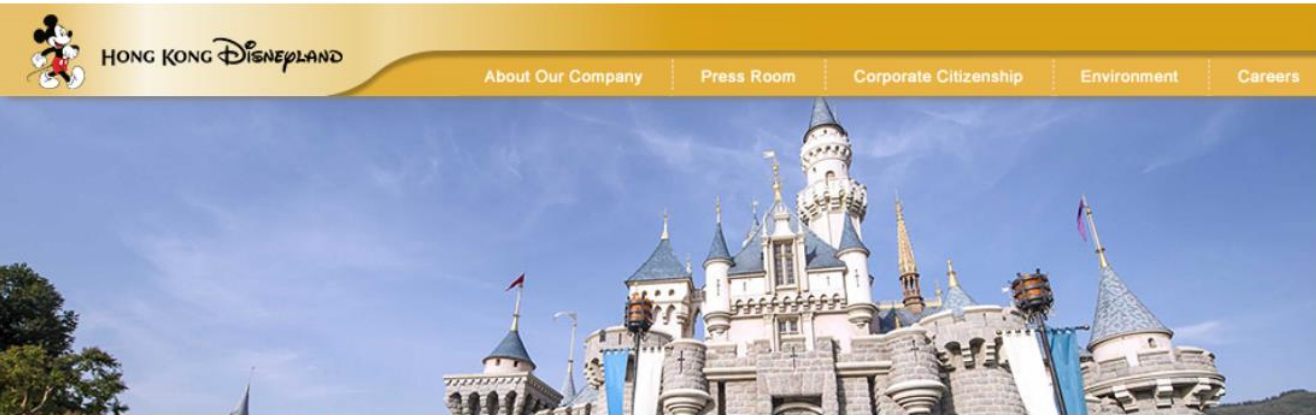 HONG KONG DISNEYLAND
About Our Company Press Room Corporate Citizenship Environment Careers